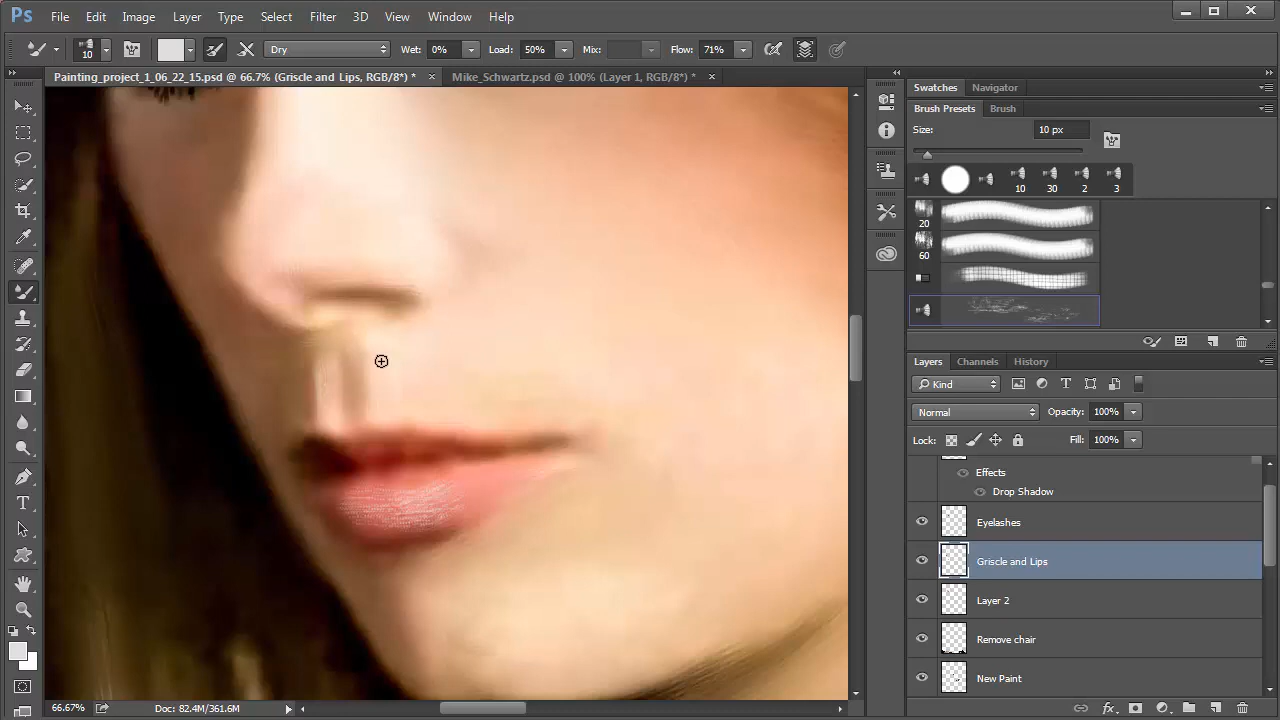 Ps File Edit Image Layer Type Select Filter 3D View Window Help
10 Dry Wet: 0% Load: 50% Mix: Flow: 71%
Painting_project_1_06_22_15.psd @ 66.7% (Griscle and Lips, RGB/8*) * Mike_Schwartz.psd @ 100% (Layer 1, RGB/8*) *
Swatches Navigator
Brush Presets Brush
Size: 10 px
10 30 2 3
20
60
Layers Channels History
Kind
Normal Opacity: 100%
Lock: Fill: 100%
Effects
Drop Shadow
Eyelashes
Griscle and Lips
Layer 2
Remove chair
New Paint
66.67% Doc: 82.4M/361.6M